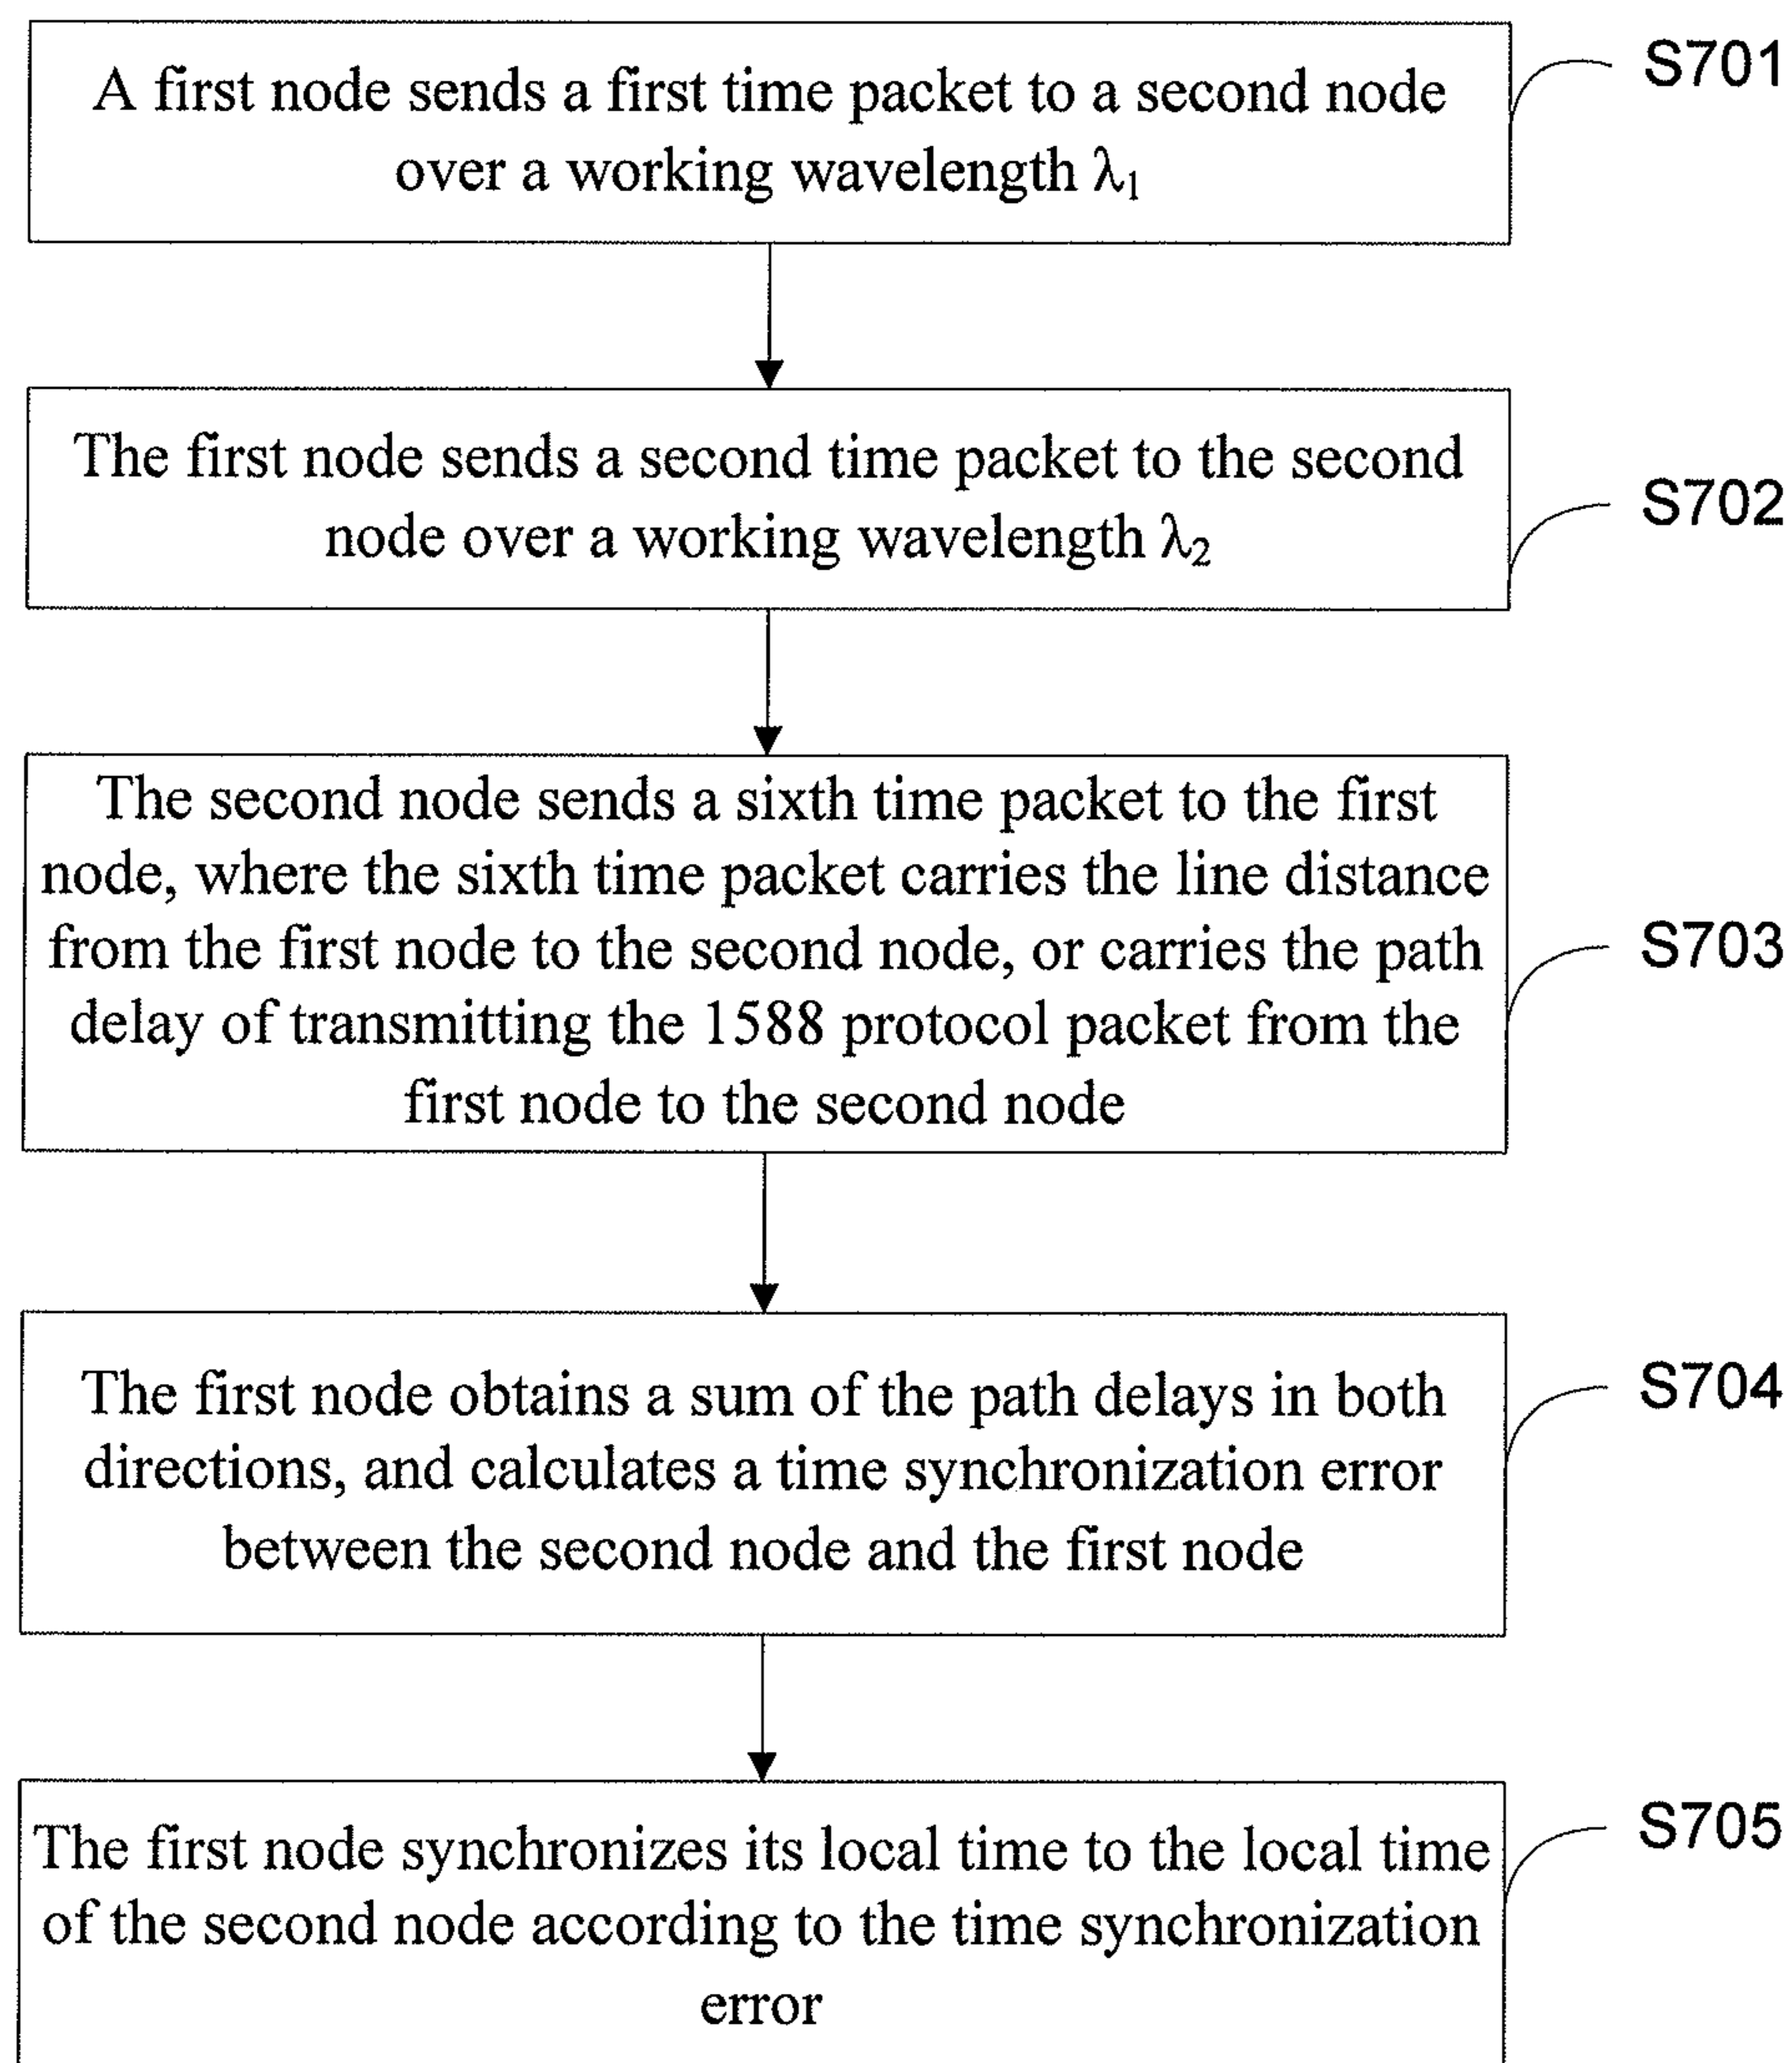 A first node sends a first time packet to a second node
over a working wavelength λ₁
S701
The first node sends a second time packet to the second
node over a working wavelength λ₂
S702
The second node sends a sixth time packet to the first
node, where the sixth time packet carries the line distance
from the first node to the second node, or carries the path
delay of transmitting the 1588 protocol packet from the
first node to the second node
S703
The first node obtains a sum of the path delays in both
directions, and calculates a time synchronization error
between the second node and the first node
S704
The first node synchronizes its local time to the local time
of the second node according to the time synchronization
error
S705